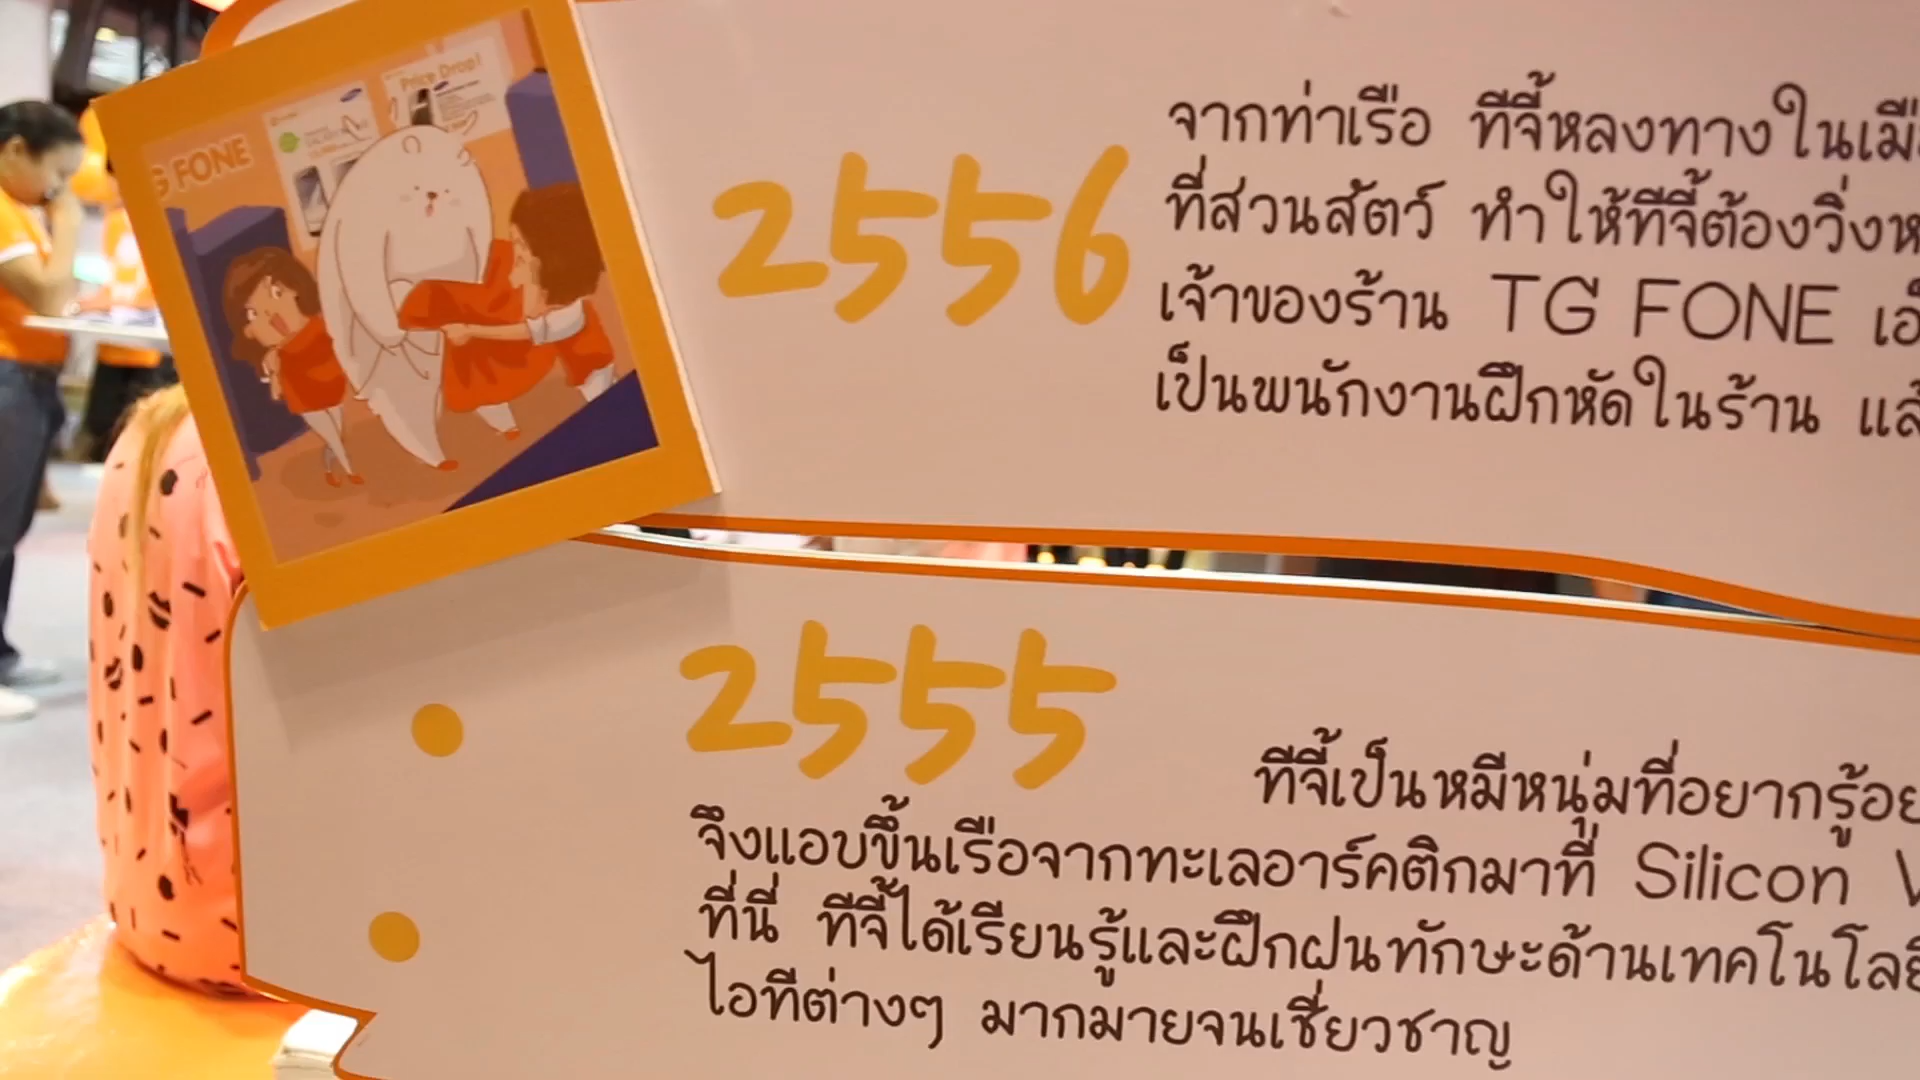 G FONE
Price Drop!
2556
จากท่าเรือ ทีจี้หลงทางในเมื
ที่สวนสัตว์ ทำให้ทีจี้ต้องวิ่งห
เจ้าของร้าน TG FONE เอ็
เป็นพนักงานฝึกหัดในร้าน แล้
2555
ทีจี้เป็นหมีหนุ่มที่อยากรู้อย
จึงแอบขึ้นเรือจากทะเลอาร์คติกมาที่ Silicon V
ที่นี่ ทีจี้ได้เรียนรู้และฝึกฝนทักษะด้านเทคโนโลยี
ไอทีต่างๆ มากมายจนเชี่ยวชาญ